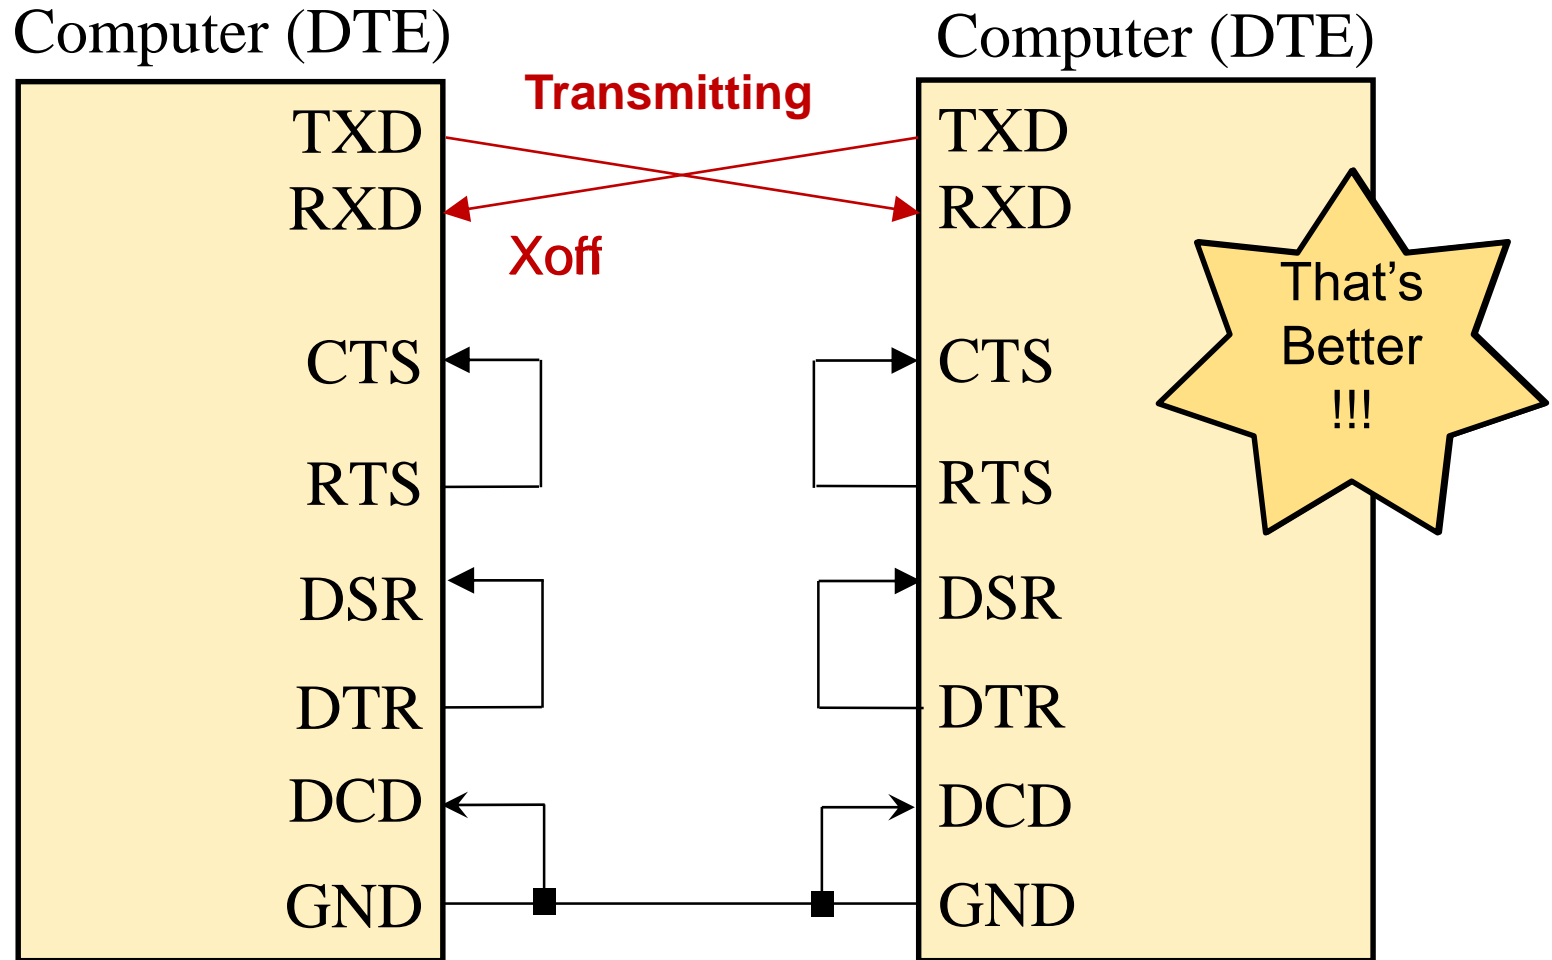 Computer (DTE)
Computer (DTE)
Transmitting
TXD
TXD
RXD
RXD
Xoff
That's
Better
!!!
CTS
CTS
RTS
RTS
DSR
DSR
DTR
DTR
DCD
DCD
GND
GND